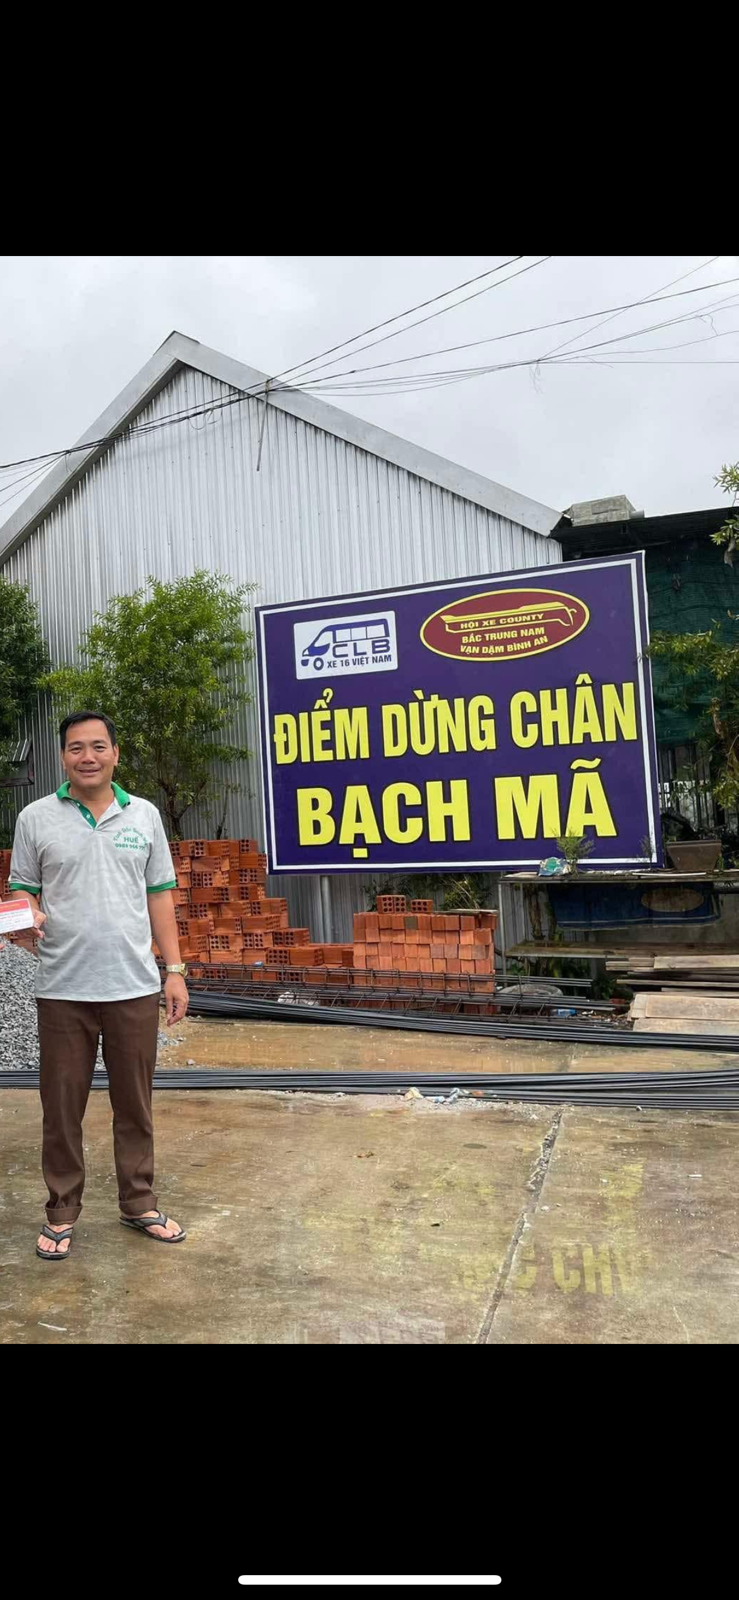 CLB
XE 16 VIỆT NAM
HỘI XE COUNTY
BẮC TRUNG NAM
VẠN DẶM BÌNH AN
ĐIỂM DỪNG CHÂN
BẠCH MÃ
HUẾ